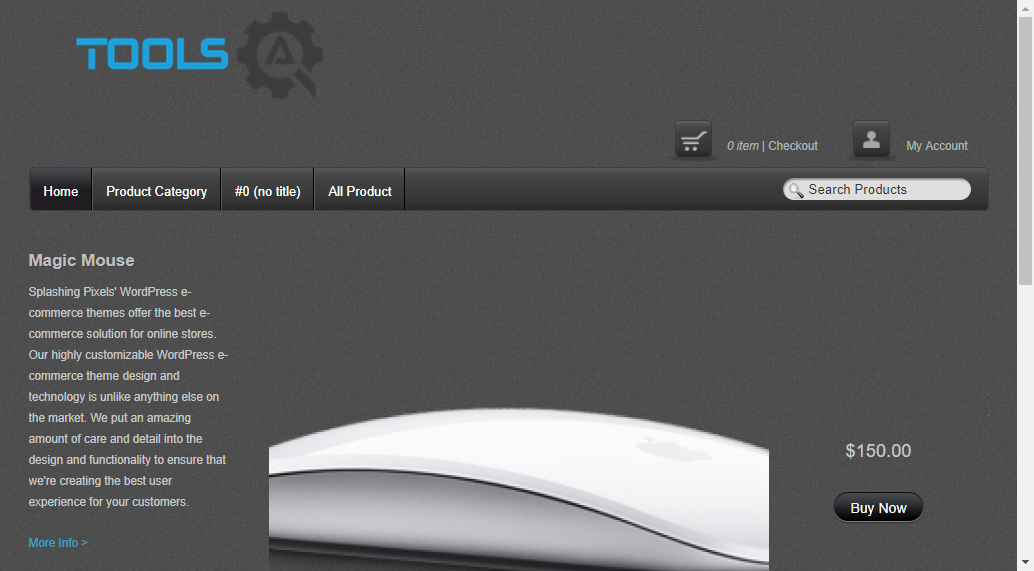 TOOLS
0 item | Checkout
My Account
Home
Product Category
#0 (no title)
All Product
Search Products
Magic Mouse
Splashing Pixels' WordPress e-
commerce themes offer the best e-
commerce solution for online stores.
Our highly customizable WordPress e-
commerce theme design and
technology is unlike anything else on
the market. We put an amazing
amount of care and detail into the
design and functionality to ensure that
we're creating the best user
experience for your customers.
More Info >
$150.00
Buy Now